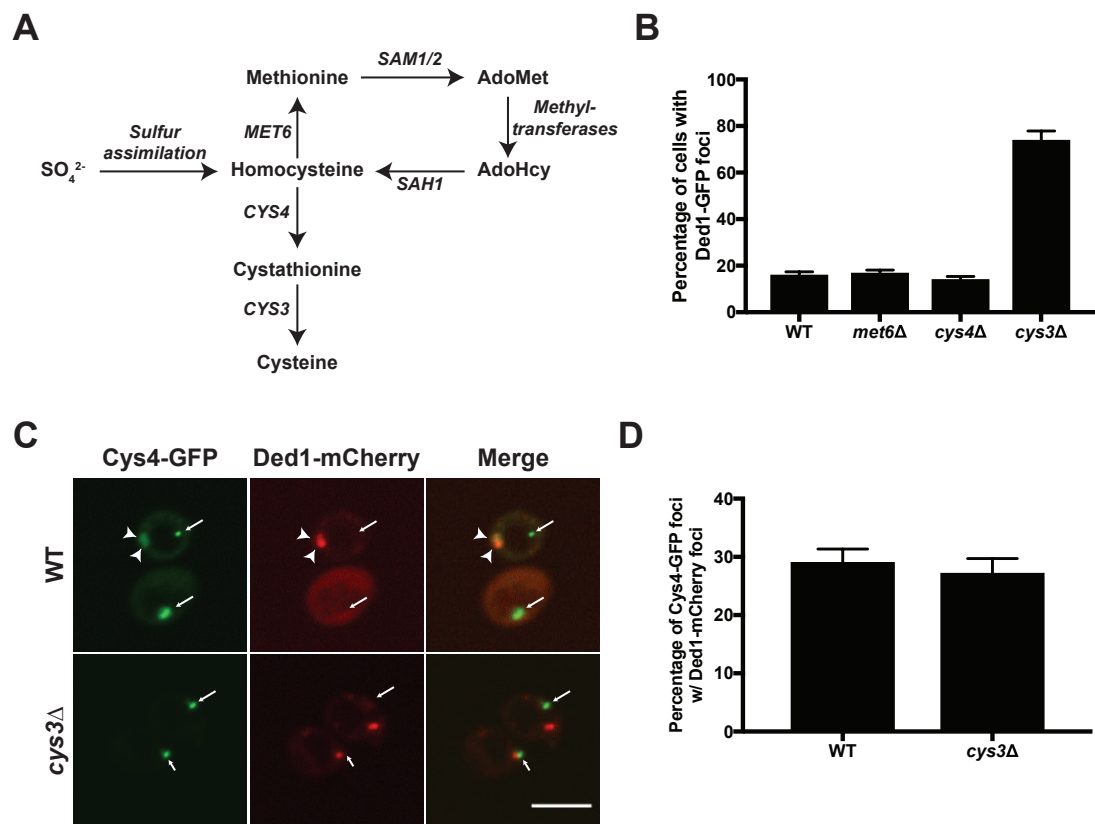 A
Methionine
SAM1/2
AdoMet
Sulfur
assimilation
MET6
Methyl-
transferases
SO₄²⁻
Homocysteine
SAH1
AdoHcy
CYS4
Cystathionine
CYS3
Cysteine
B
Percentage of cells with
Ded1-GFP foci
100
80
60
40
20
0
WT
met6Δ
cys4Δ
cys3Δ
C
Cys4-GFP
Ded1-mCherry
Merge
WT
cys3Δ
D
Percentage of Cys4-GFP foci
w/ Ded1-mCherry foci
40
30
20
10
0
WT
cys3Δ